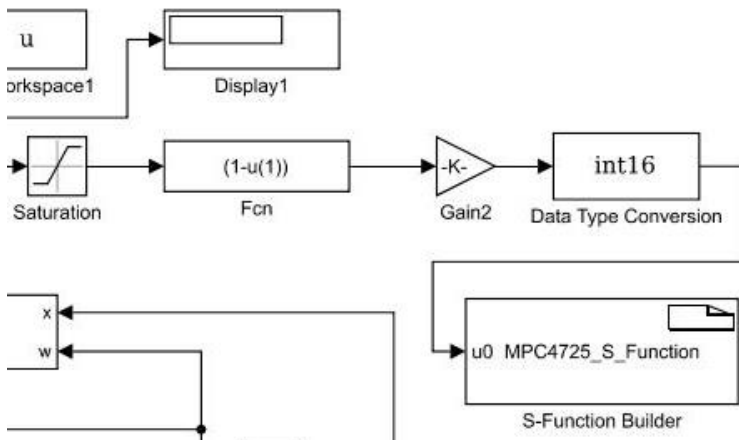 u
orkspace1
Display1
Saturation
(1-u(1))
Fcn
-K-
Gain2
int16
Data Type Conversion
x
w
u0 MPC4725_S_Function
S-Function Builder